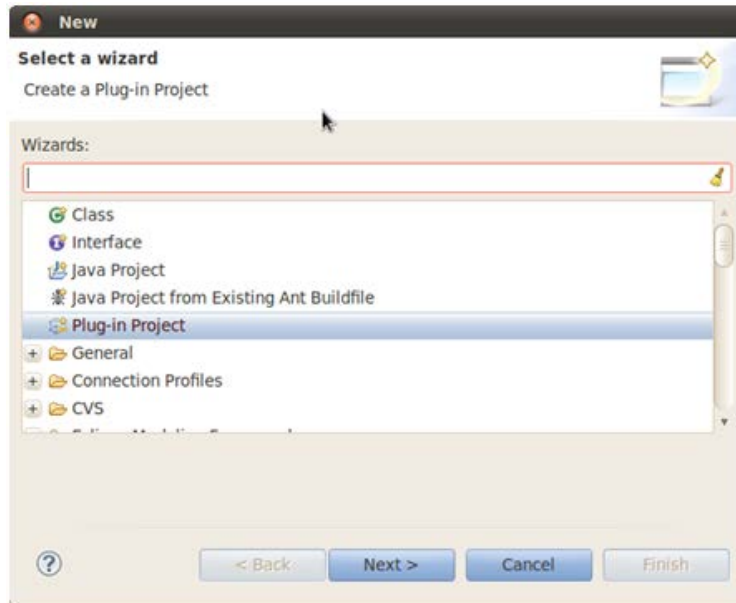 New
Select a wizard
Create a Plug-in Project
Wizards:
Class
Interface
Java Project
Java Project from Existing Ant Buildfile
Plug-in Project
General
Connection Profiles
CVS
? < Back Next > Cancel Finish